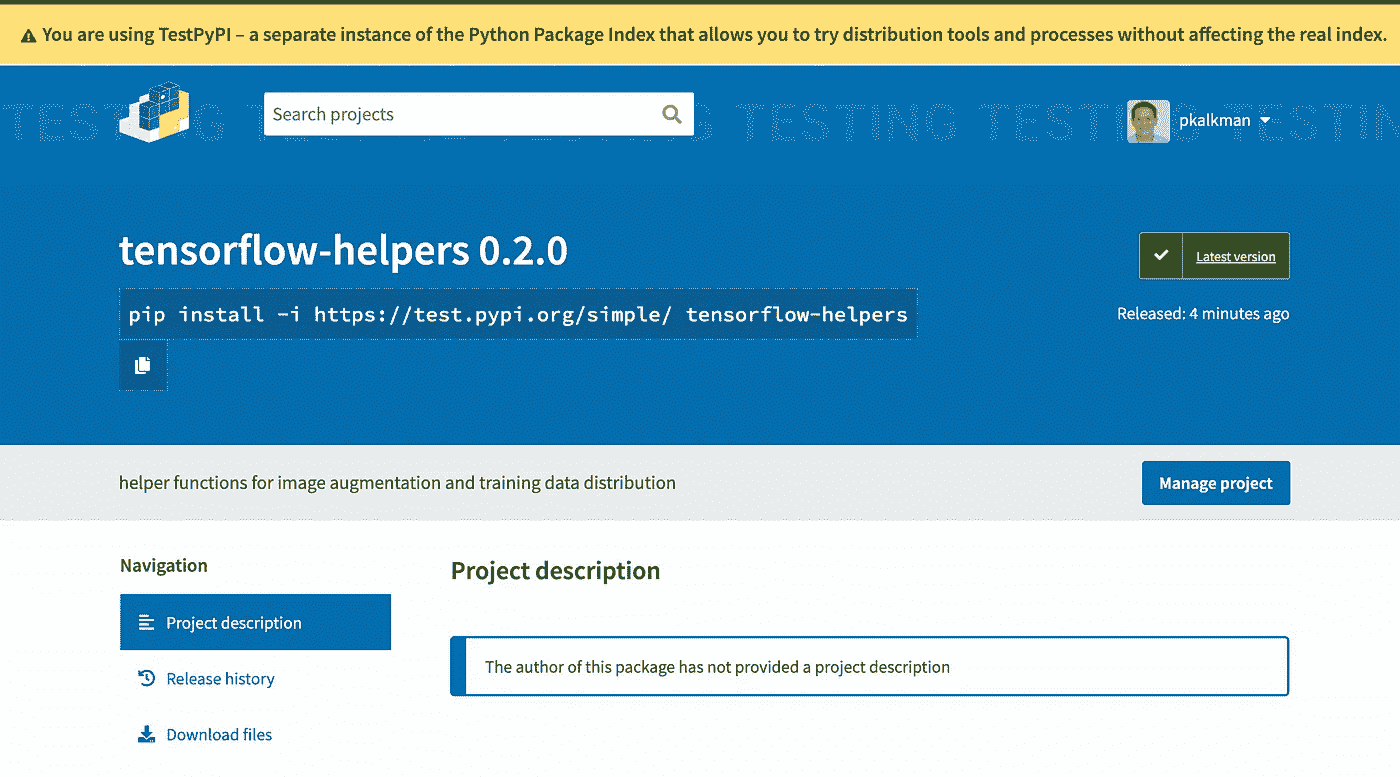 You are using TestPyPI – a separate instance of the Python Package Index that allows you to try distribution tools and processes without affecting the real index.
TESTING TESTING TESTING TESTING TESTING TESTIN
Search projects
pkalkman
tensorflow-helpers 0.2.0
Latest version
pip install -i https://test.pypi.org/simple/ tensorflow-helpers
Released: 4 minutes ago
helper functions for image augmentation and training data distribution
Manage project
Navigation
Project description
Project description
The author of this package has not provided a project description
Release history
Download files